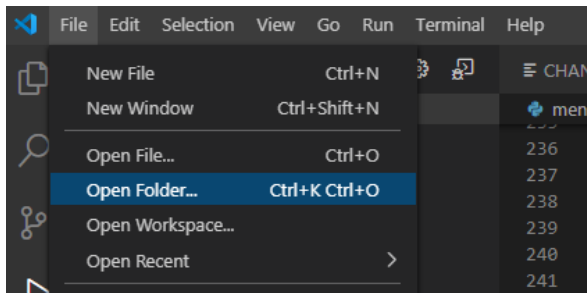 File Edit Selection View Go Run Terminal Help
New File Ctrl+N
New Window Ctrl+Shift+N
Open File... Ctrl+O
Open Folder... Ctrl+K Ctrl+O
Open Workspace...
Open Recent
CHAN
men
236
237
238
239
240
241